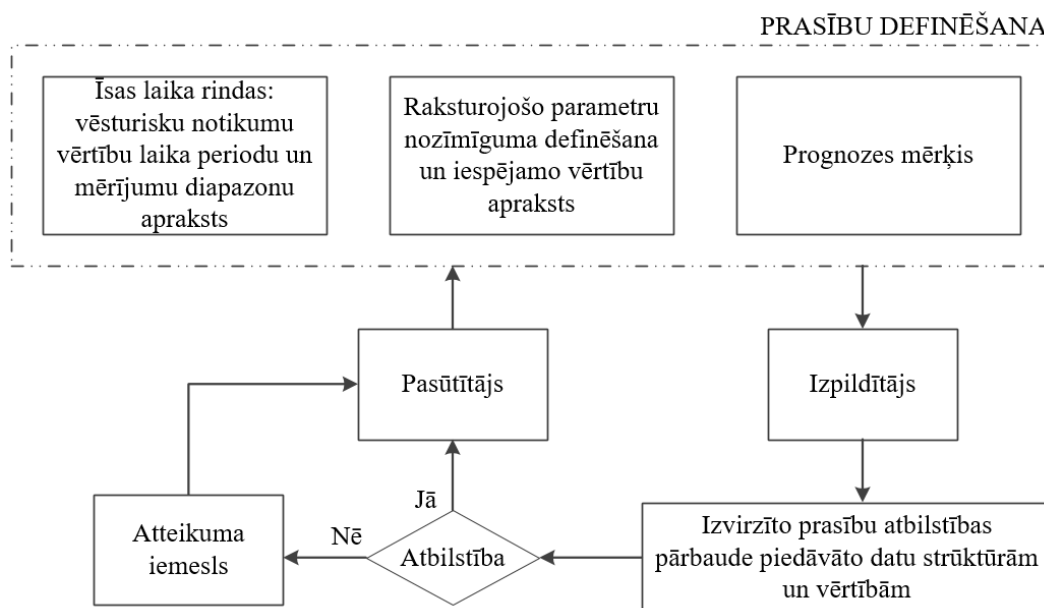 PRASĪBU DEFINĒŠANA
Īsas laika rindas:
vēsturisku notikumu
vērtību laika periodu un
mērījumu diapazonu
apraksts
Raksturojošo parametru
nozīmīguma definēšana
un iespējamo vērtību
apraksts
Prognozes mērķis
Pasūtītājs
Izpildītājs
Jā
Nē
Atteikuma
iemesls
Atbilstība
Izvirzīto prasību atbilstības
pārbaude piedāvāto datu strūktūrām
un vērtībām